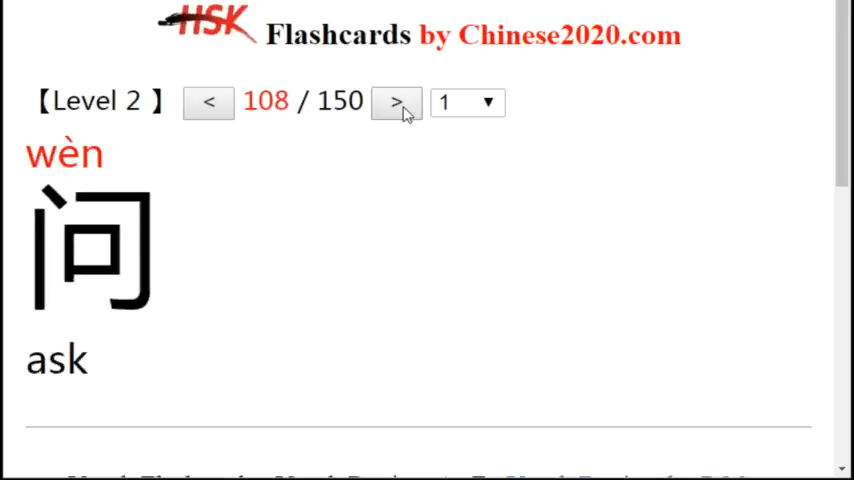 HSK Flashcards by Chinese2020.com
【Level 2 】 < 108 / 150 > 1 ▼
wèn
问
ask